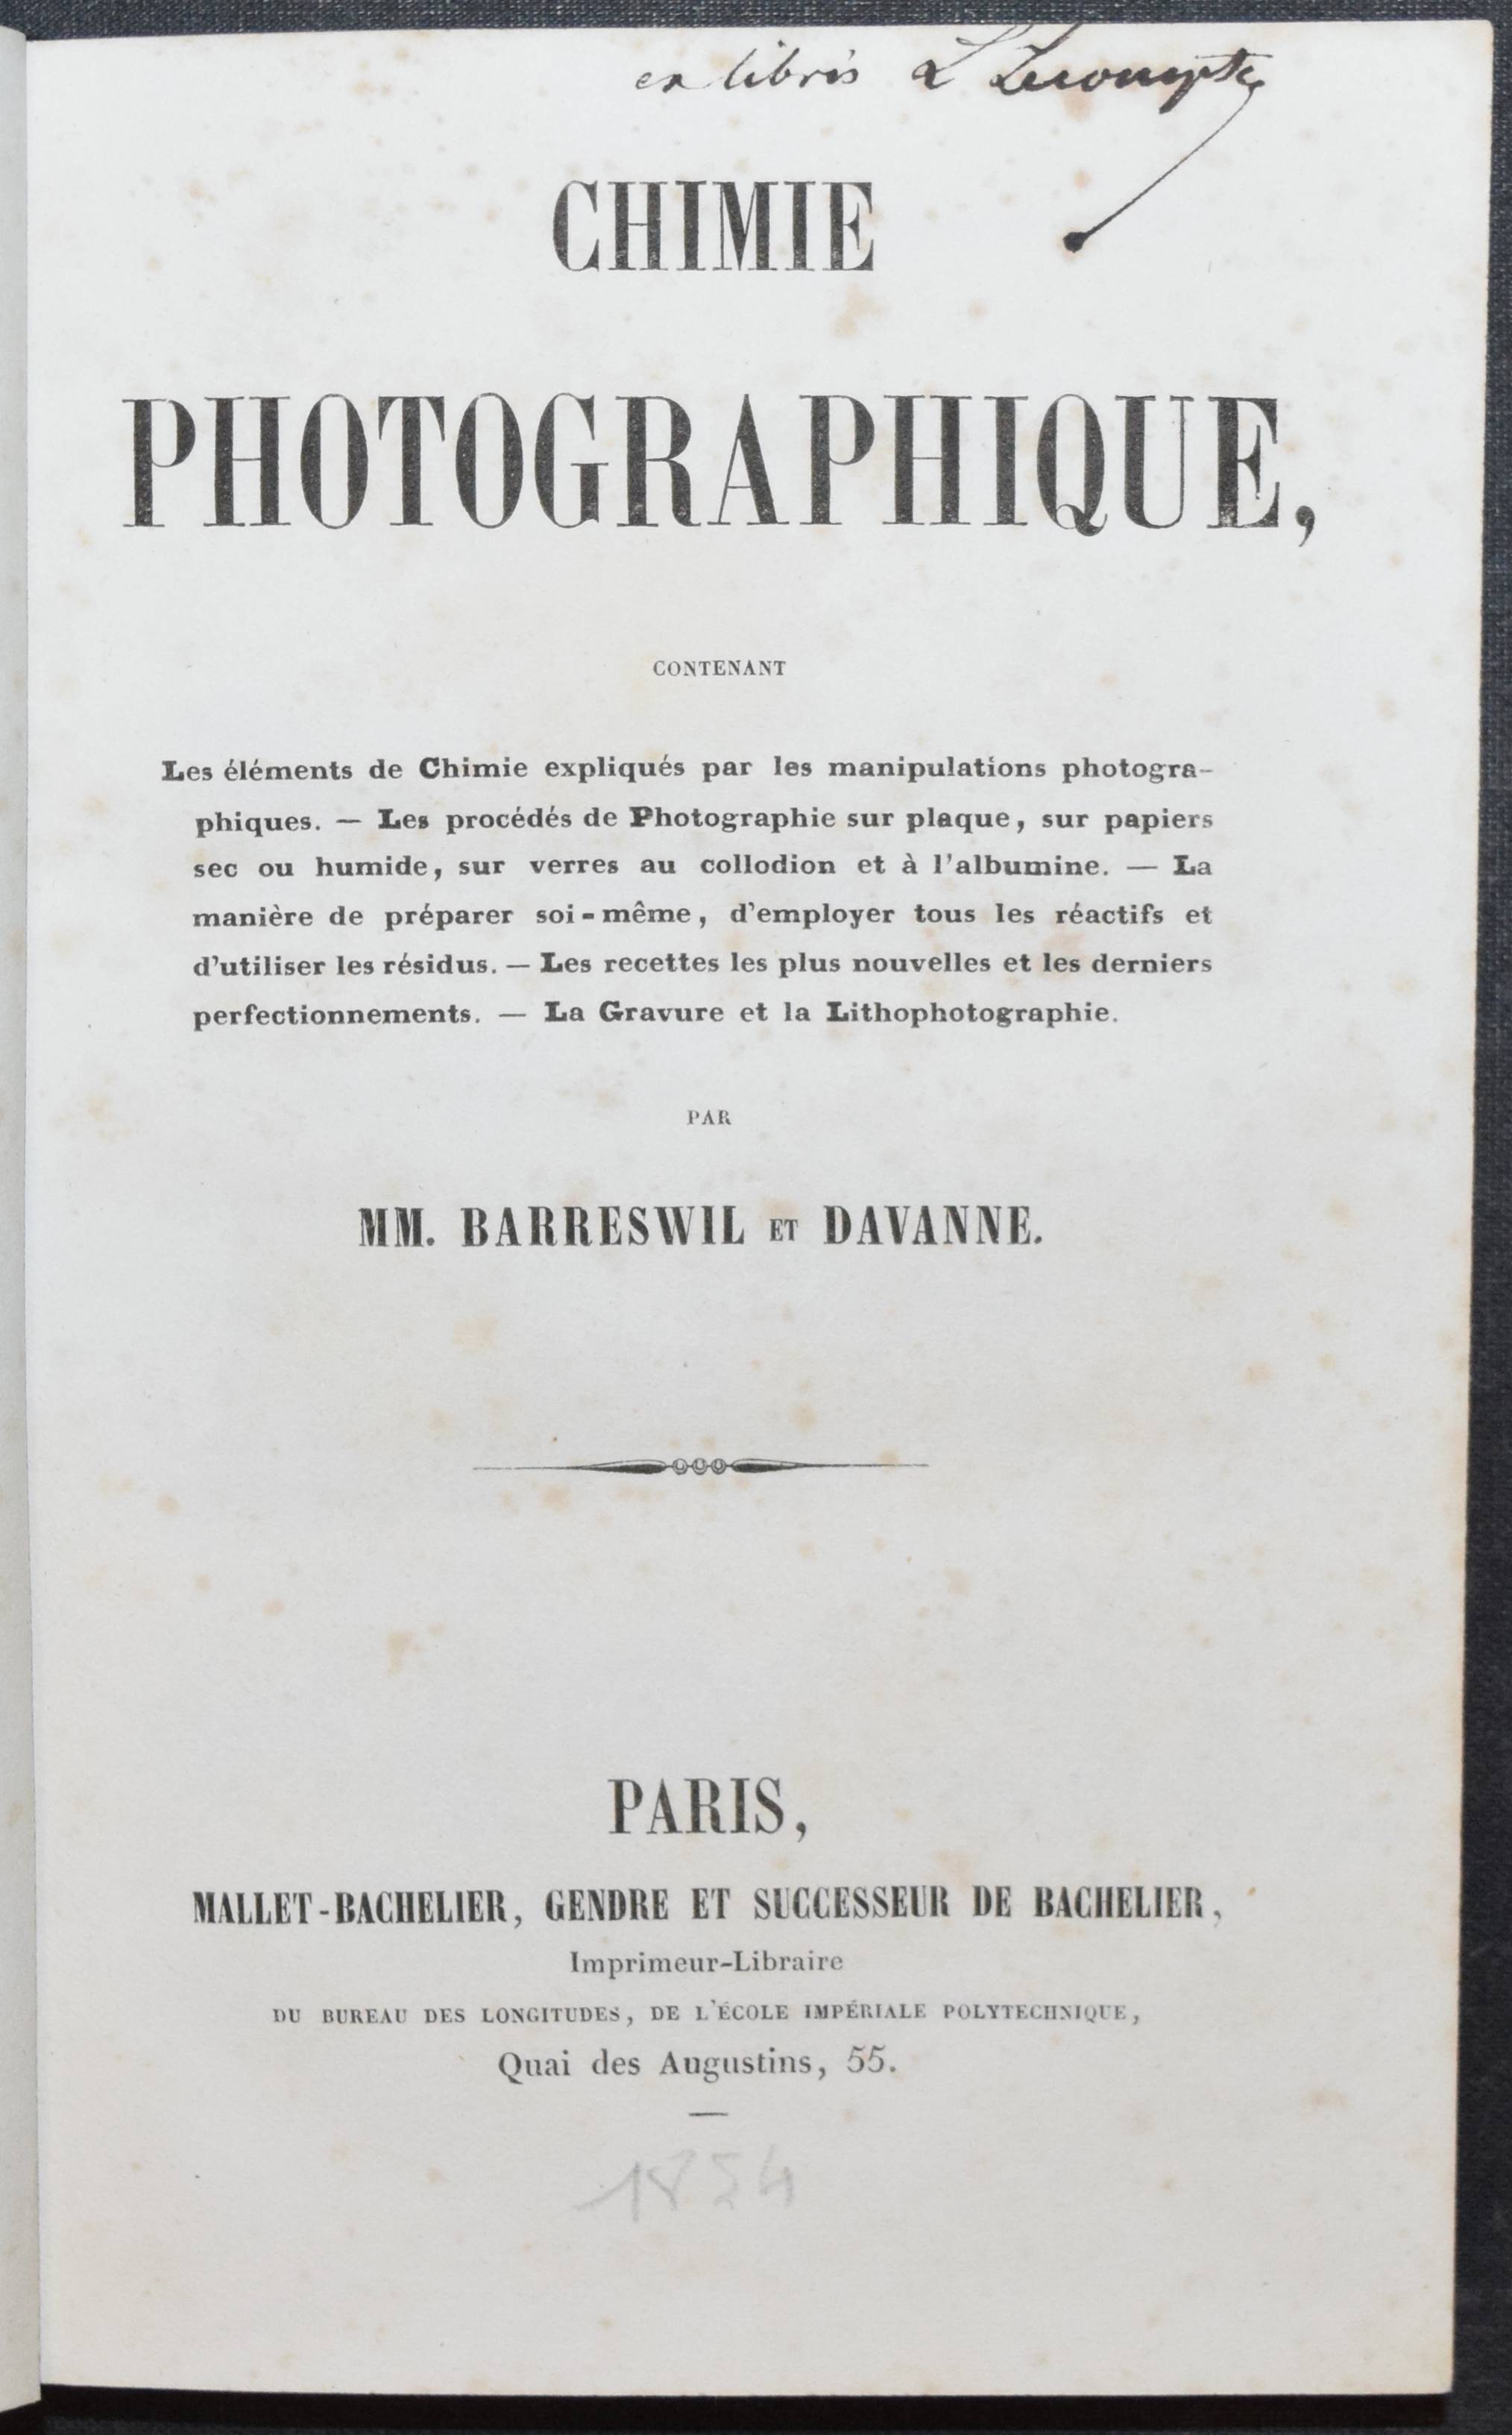 ex libris L Lecompte
CHIMIE
PHOTOGRAPHIQUE,
CONTENANT
Les éléments de Chimie expliqués par les manipulations photogra-
phiques. — Les procédés de Photographie sur plaque, sur papiers
sec ou humide, sur verres au collodion et à l'albumine. — La
manière de préparer soi-même, d'employer tous les réactifs et
d'utiliser les résidus. — Les recettes les plus nouvelles et les derniers
perfectionnements. — La Gravure et la Lithophotographie.
PAR
MM. BARRESWIL ET DAVANNE.
PARIS,
MALLET-BACHELIER, GENDRE ET SUCCESSEUR DE BACHELIER,
Imprimeur-Libraire
DU BUREAU DES LONGITUDES, DE L'ÉCOLE IMPÉRIALE POLYTECHNIQUE,
Quai des Augustins, 55.
1854